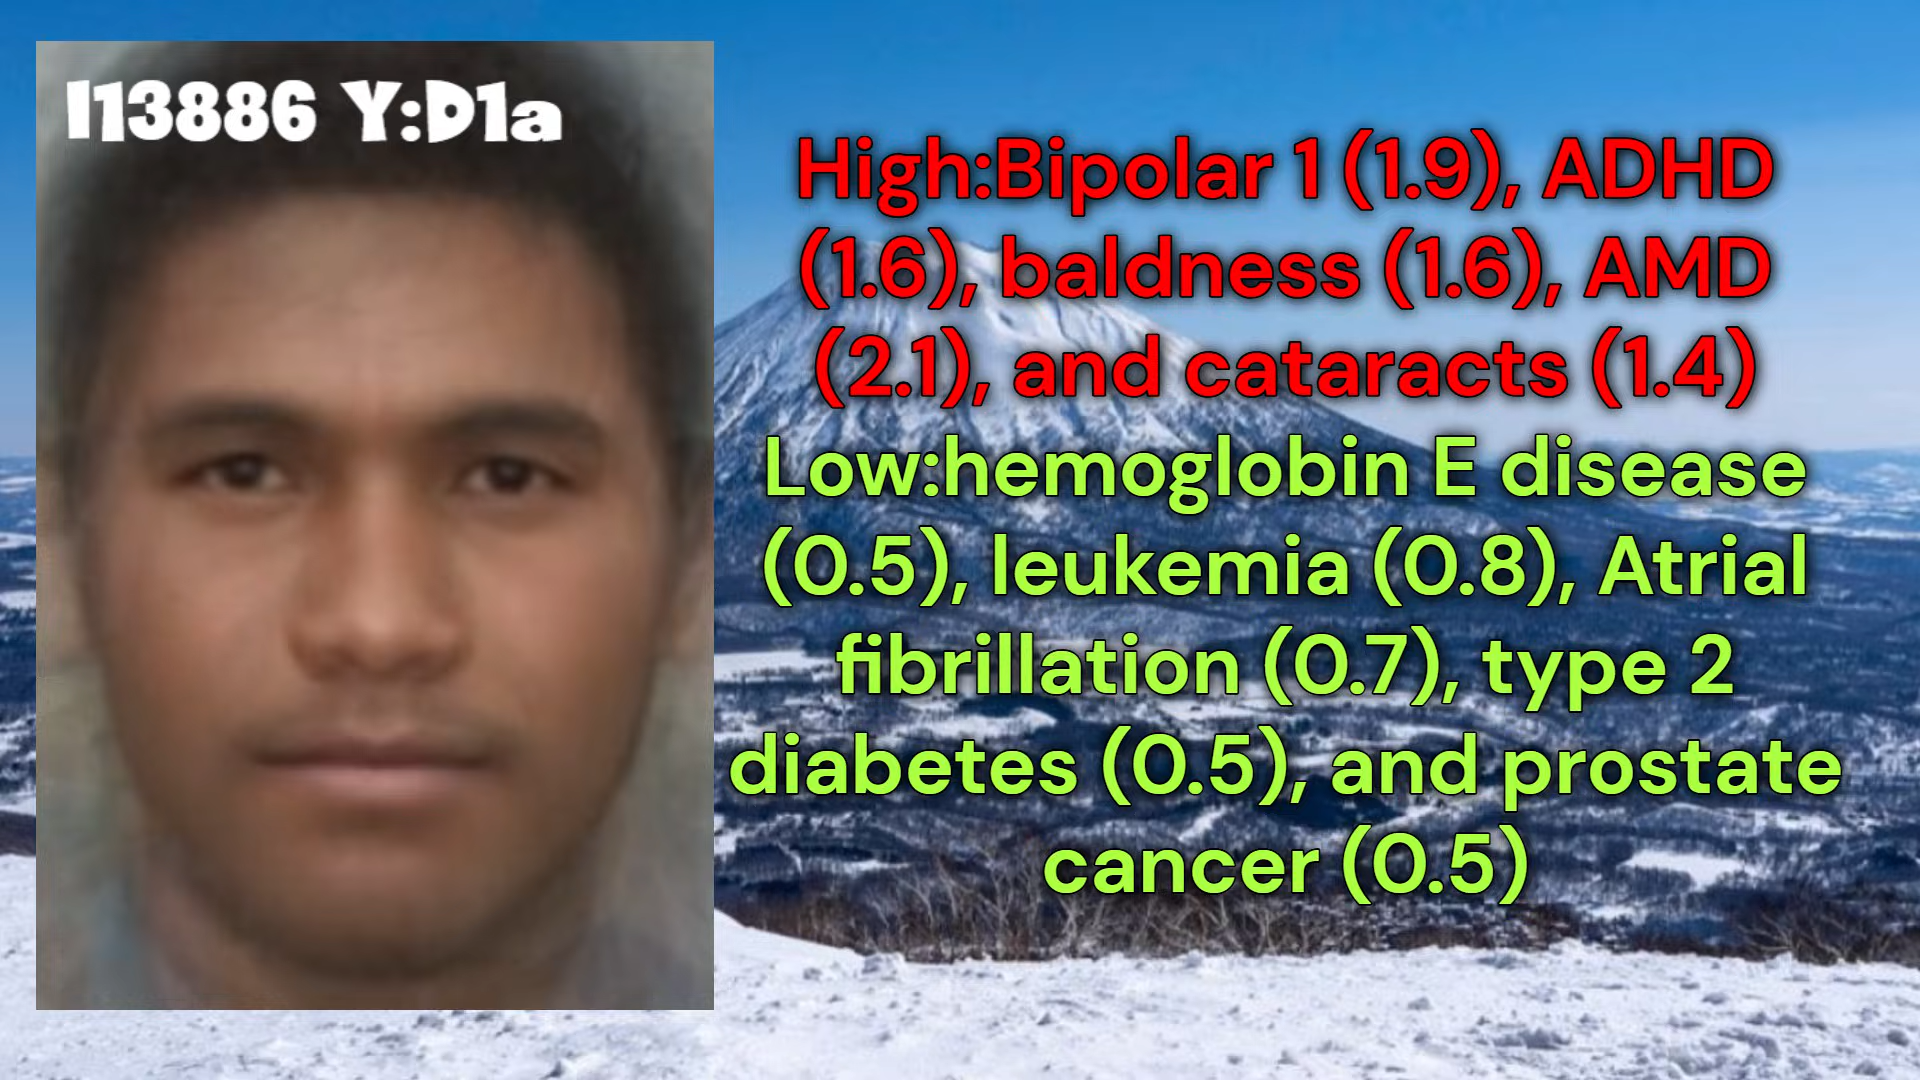 I13886 Y:D1a
High:Bipolar 1 (1.9), ADHD
(1.6), baldness (1.6), AMD
(2.1), and cataracts (1.4)
Low:hemoglobin E disease
(0.5), leukemia (0.8), Atrial
fibrillation (0.7), type 2
diabetes (0.5), and prostate
cancer (0.5)